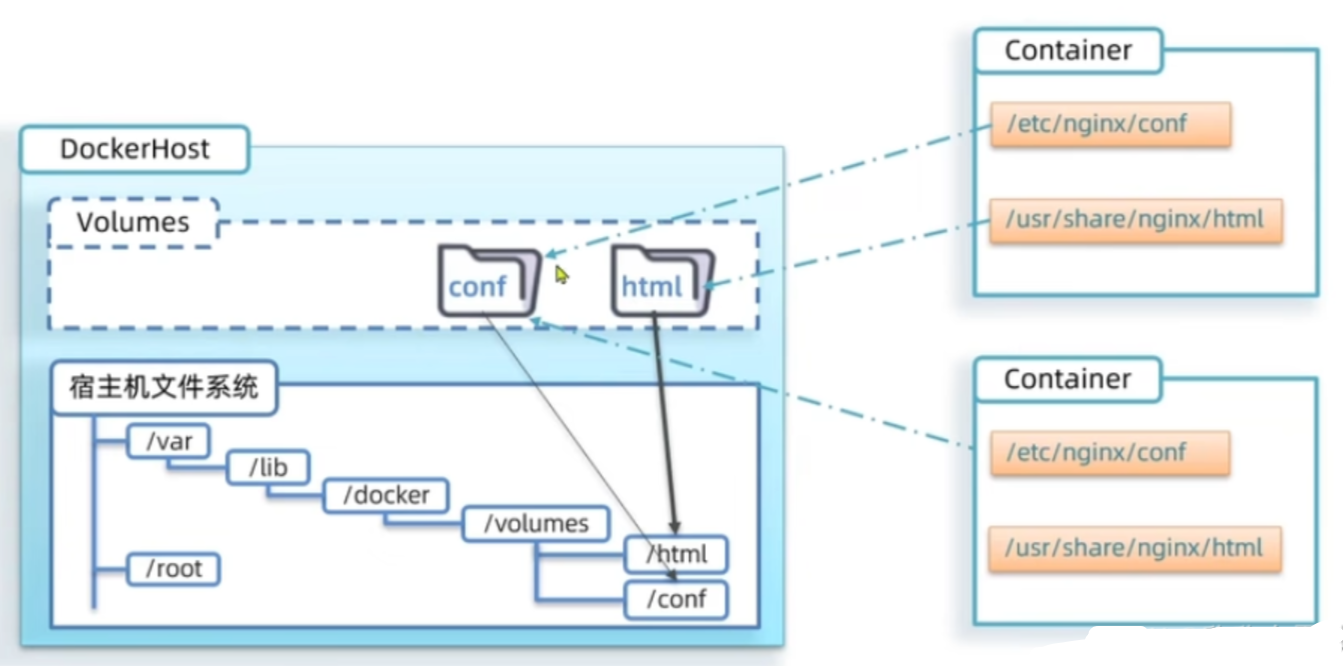 DockerHost
Volumes
conf
html
宿主机文件系统
/var
/lib
/docker
/volumes
/html
/root
/conf
Container
/etc/nginx/conf
/usr/share/nginx/html
Container
/etc/nginx/conf
/usr/share/nginx/html